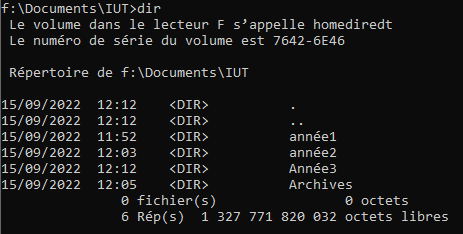 f:\Documents\IUT>dir
Le volume dans le lecteur F s’appelle homediredt
Le numéro de série du volume est 7642-6E46
Répertoire de f:\Documents\IUT
15/09/2022  12:12    <DIR>          .
15/09/2022  12:12    <DIR>          ..
15/09/2022  11:52    <DIR>          année1
15/09/2022  12:03    <DIR>          année2
15/09/2022  12:12    <DIR>          Année3
15/09/2022  12:05    <DIR>          Archives
0 fichier(s)                0 octets
6 Rép(s)  1 327 771 820 032 octets libres